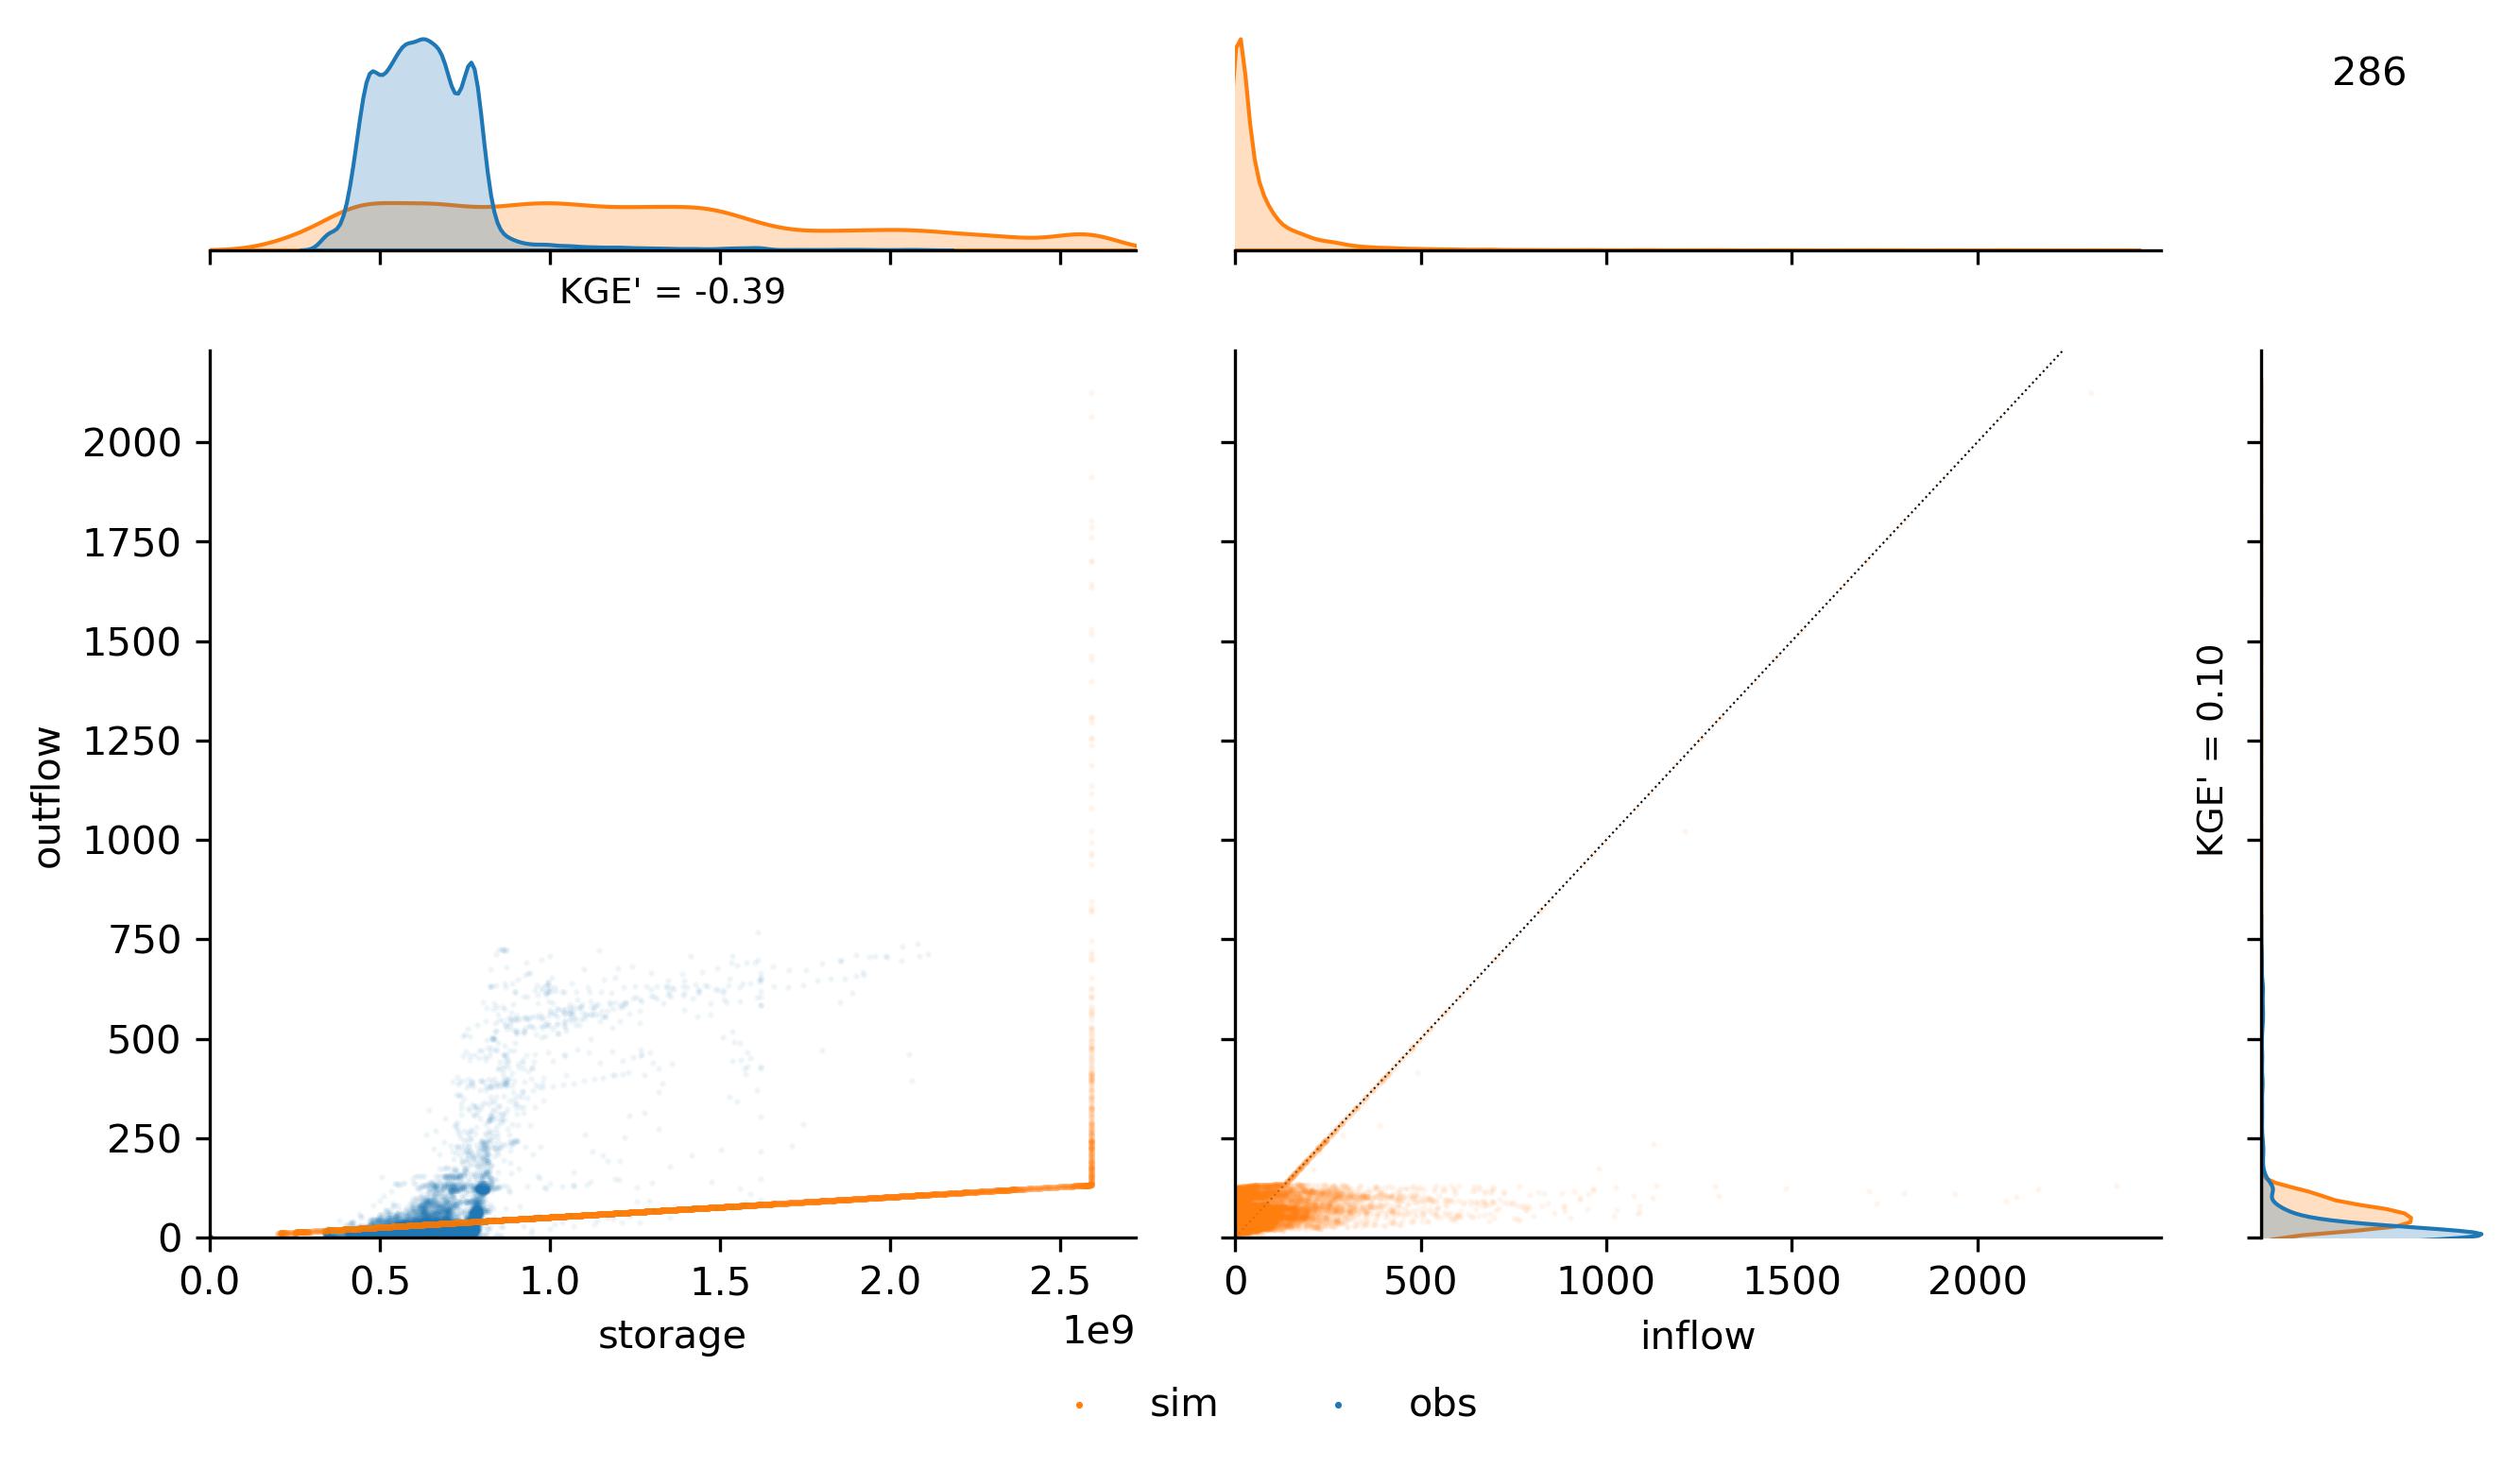 286
KGE' = -0.39
outflow
2000
1750
1500
1250
1000
750
500
250
0
0.0 0.5 1.0 1.5 2.0 2.5
1e9
storage
0 500 1000 1500 2000
inflow
KGE' = 0.10
sim obs